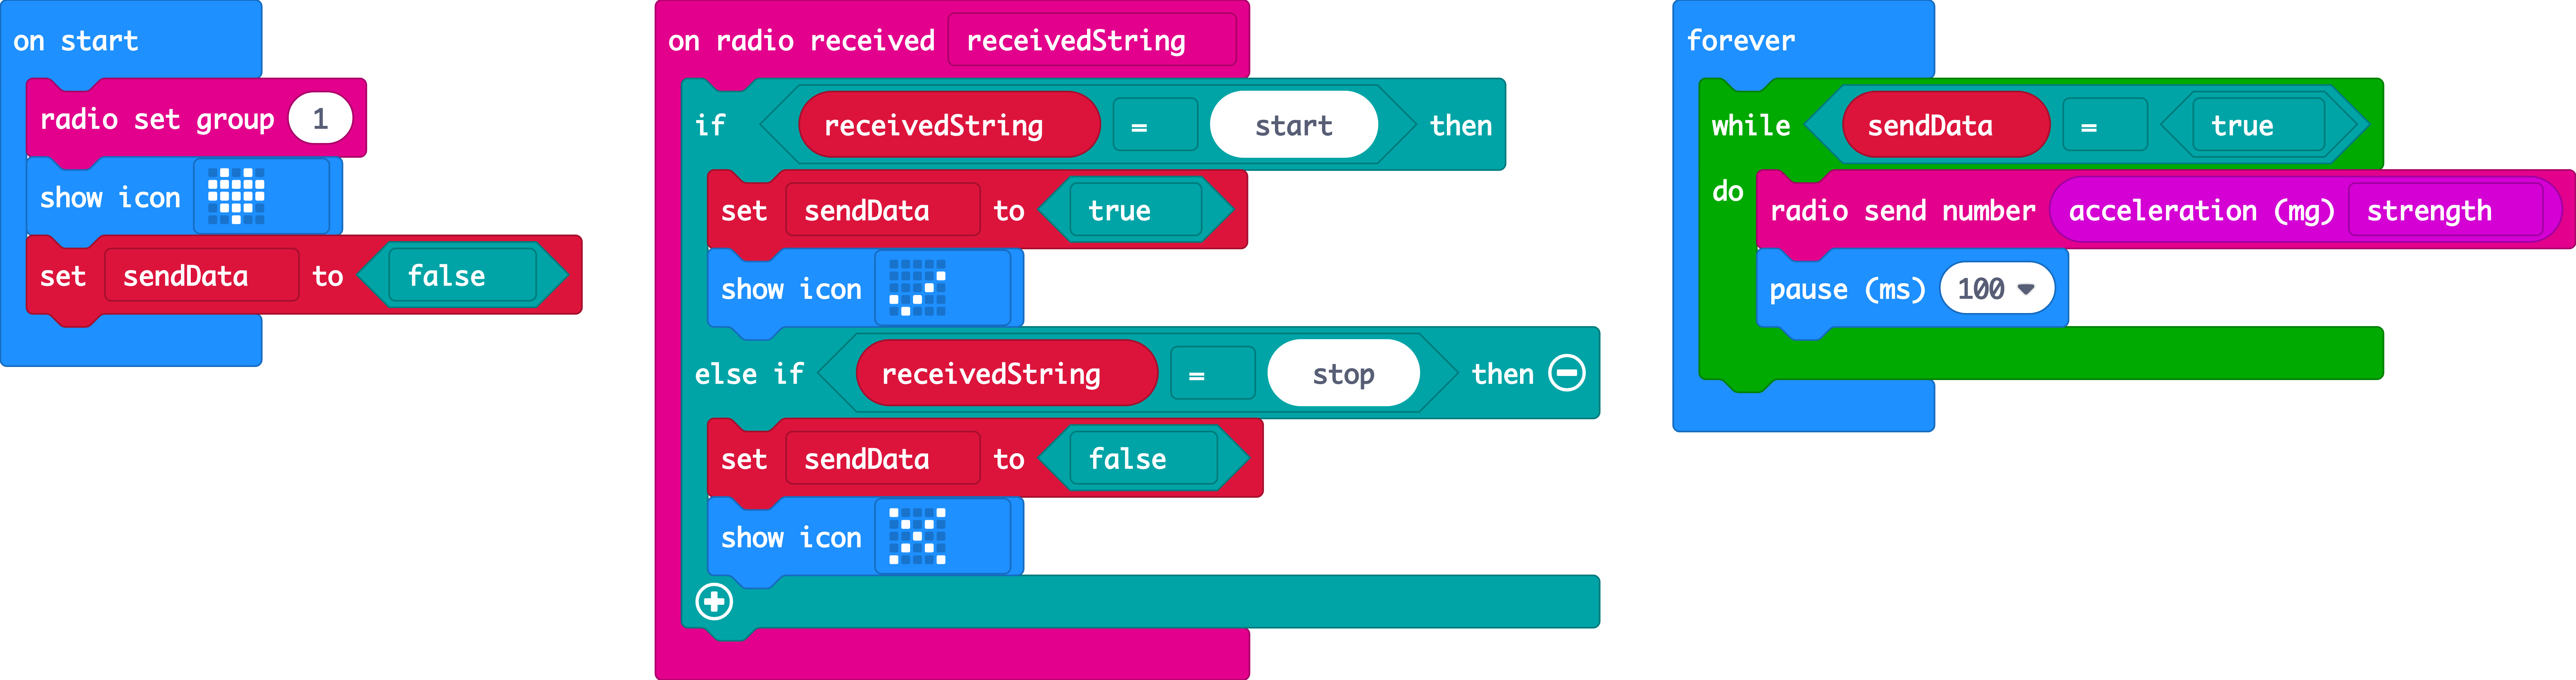 on start
radio set group 1
show icon
set sendData to false
on radio received receivedString
if receivedString = start then
set sendData to true
show icon
else if receivedString = stop then
set sendData to false
show icon
forever
while sendData = true
do radio send number acceleration (mg) strength
pause (ms) 100